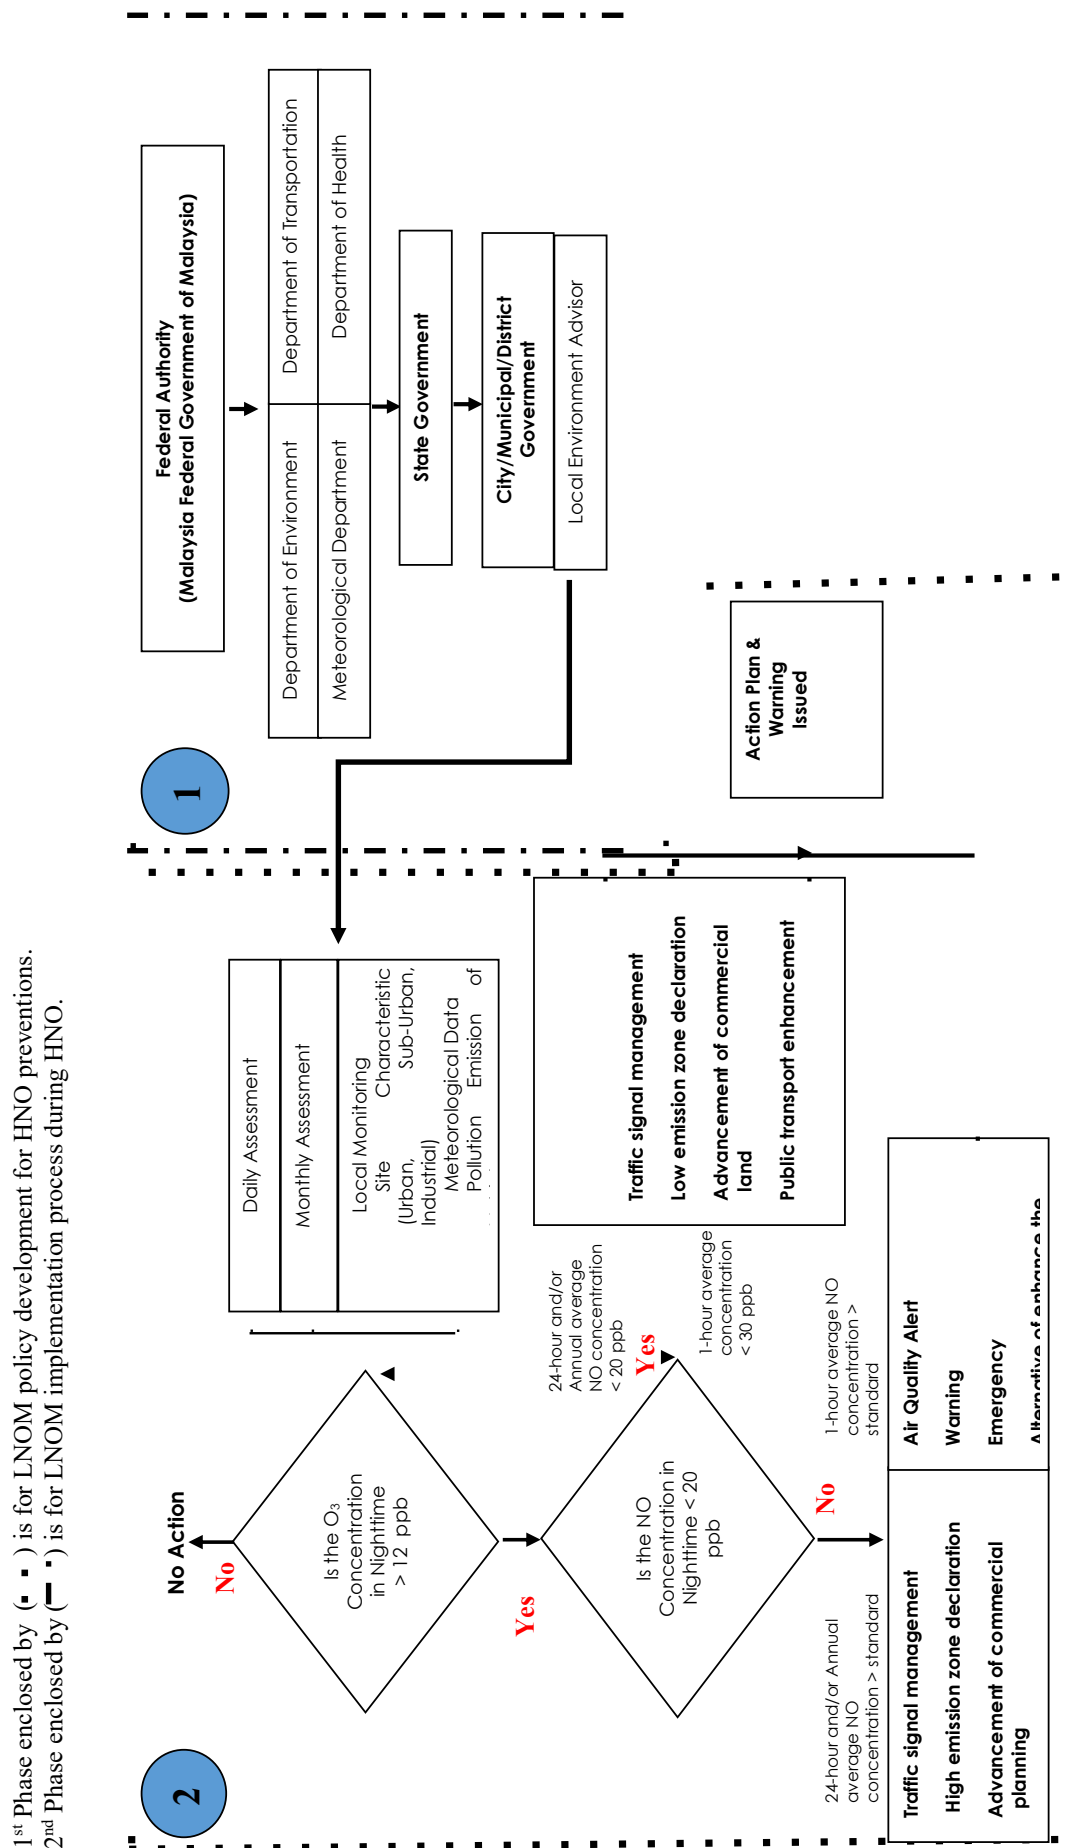 1
Federal Authority
(Malaysia Federal Government of Malaysia)
Department of Environment
Department of Transportation
Meteorological Department
Department of Health
State Government
City/Municipal/District
Government
Local Environment Advisor
2
Daily Assessment
Monthly Assessment
Local Monitoring
Site Characteristic
(Urban, Sub-Urban,
Industrial)
Meteorological Data
Pollution Emission of
No Action
No
Is the O₃
Concentration
in Nighttime
> 12 ppb
Yes
Is the NO
Concentration in
Nighttime < 20
ppb
24-hour and/or
Annual average
NO concentration
< 20 ppb
Yes
1-hour average
concentration
< 30 ppb
Traffic signal management
Low emission zone declaration
Advancement of commercial
land
Public transport enhancement
Action Plan &
Warning
Issued
No
24-hour and/or Annual
average NO
concentration > standard
1-hour average NO
concentration >
standard
Traffic signal management
High emission zone declaration
Advancement of commercial
planning
Air Quality Alert
Warning
Emergency
Alternative of enhance the
1st Phase enclosed by (▪ ▪ ) is for LNOM policy development for HNO preventions.
2nd Phase enclosed by (━ ▪ ) is for LNOM implementation process during HNO.